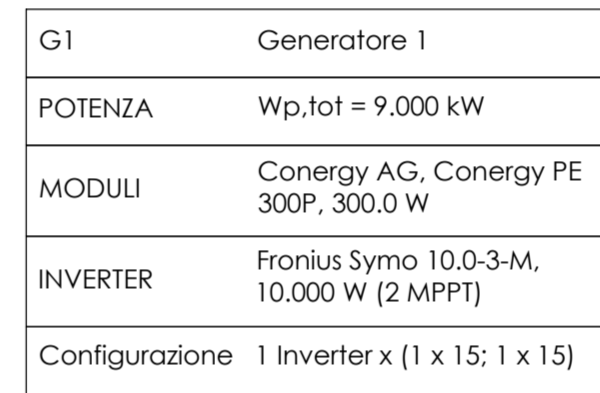 G1 Generatore 1
POTENZA Wp,tot = 9.000 kW
MODULI Conergy AG, Conergy PE
300P, 300.0 W
INVERTER Fronius Symo 10.0-3-M,
10.000 W (2 MPPT)
Configurazione 1 Inverter x (1 x 15; 1 x 15)